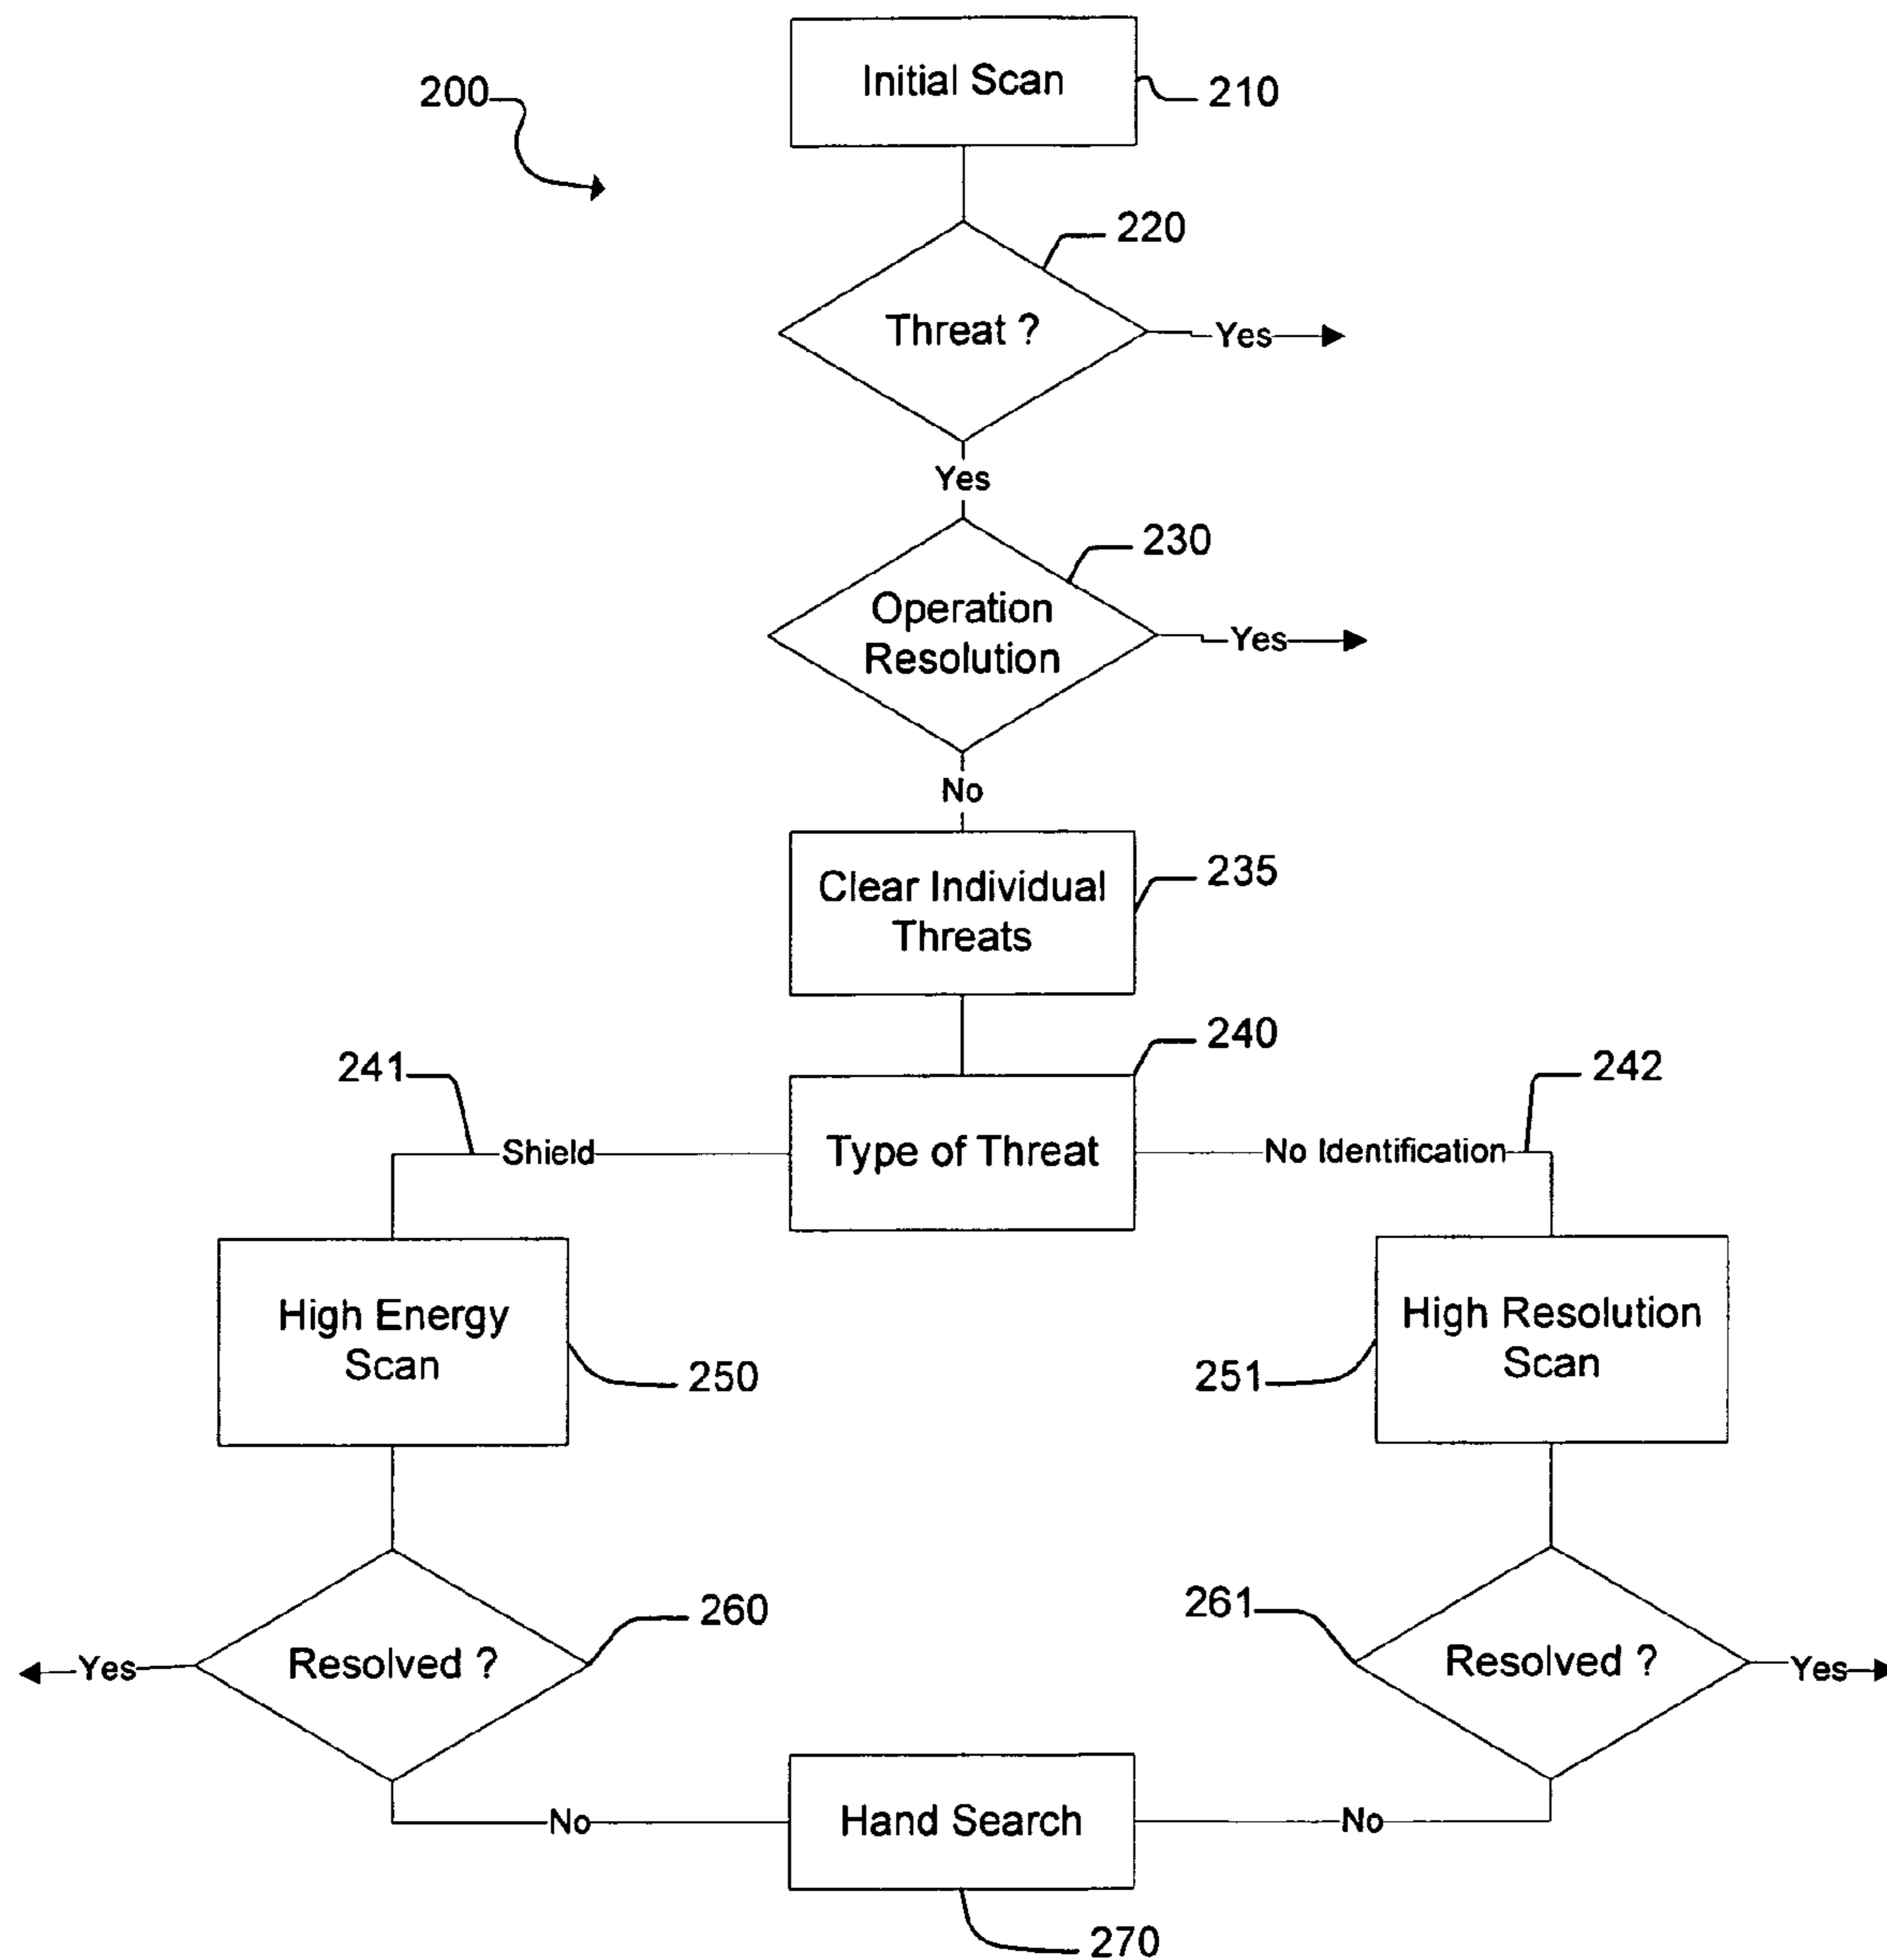 Initial Scan
200
210
220
Threat ?
Yes
Yes
230
Operation
Resolution
Yes
No
Clear Individual
Threats
235
240
241
242
Shield
Type of Threat
No Identification
High Energy
Scan
250
High Resolution
Scan
251
260
261
Resolved ?
Yes
Resolved ?
Yes
No
Hand Search
No
270